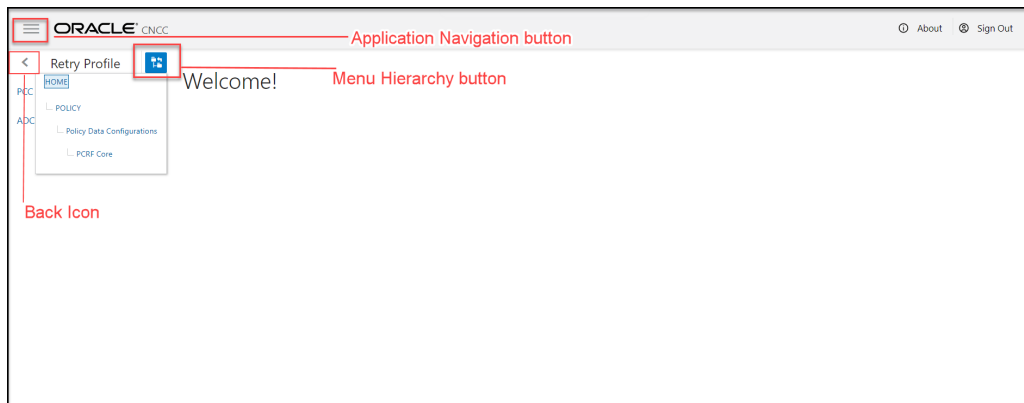 ORACLE® CNCC
Application Navigation button
About
Sign Out
Retry Profile
Menu Hierarchy button
Welcome!
HOME
PCC
POLICY
ADC
Policy Data Configurations
PCRF Core
Back Icon